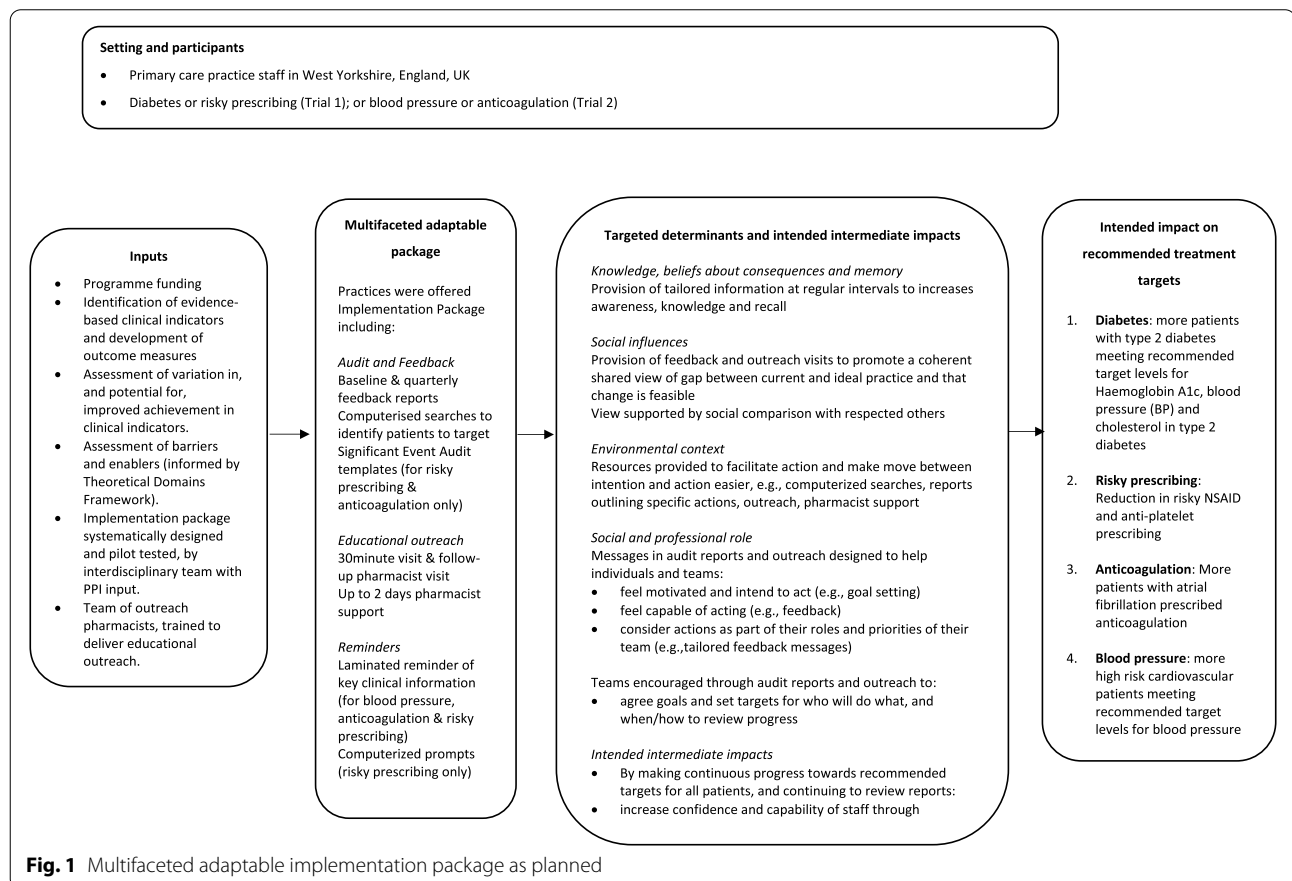 Setting and participants
• Primary care practice staff in West Yorkshire, England, UK
• Diabetes or risky prescribing (Trial 1); or blood pressure or anticoagulation (Trial 2)
Inputs
• Programme funding
• Identification of evidence-
based clinical indicators
and development of
outcome measures
• Assessment of variation in,
and potential for,
improved achievement in
clinical indicators.
• Assessment of barriers
and enablers (informed by
Theoretical Domains
Framework).
• Implementation package
systematically designed
and pilot tested, by
interdisciplinary team with
PPI input.
• Team of outreach
pharmacists, trained to
deliver educational
outreach.
Multifaceted adaptable
package
Practices were offered
Implementation Package
including:
Audit and Feedback
Baseline & quarterly
feedback reports
Computerised searches to
identify patients to target
Significant Event Audit
templates (for risky
prescribing &
anticoagulation only)
Educational outreach
30minute visit & follow-
up pharmacist visit
Up to 2 days pharmacist
support
Reminders
Laminated reminder of
key clinical information
(for blood pressure,
anticoagulation & risky
prescribing)
Computerized prompts
(risky prescribing only)
Targeted determinants and intended intermediate impacts
Knowledge, beliefs about consequences and memory
Provision of tailored information at regular intervals to increases
awareness, knowledge and recall
Social influences
Provision of feedback and outreach visits to promote a coherent
shared view of gap between current and ideal practice and that
change is feasible
View supported by social comparison with respected others
Environmental context
Resources provided to facilitate action and make move between
intention and action easier, e.g., computerized searches, reports
outlining specific actions, outreach, pharmacist support
Social and professional role
Messages in audit reports and outreach designed to help
individuals and teams:
• feel motivated and intend to act (e.g., goal setting)
• feel capable of acting (e.g., feedback)
• consider actions as part of their roles and priorities of their
team (e.g.,tailored feedback messages)
Teams encouraged through audit reports and outreach to:
• agree goals and set targets for who will do what, and
when/how to review progress
Intended intermediate impacts
• By making continuous progress towards recommended
targets for all patients, and continuing to review reports:
• increase confidence and capability of staff through
Intended impact on
recommended treatment
targets
1. Diabetes: more patients
with type 2 diabetes
meeting recommended
target levels for
Haemoglobin A1c, blood
pressure (BP) and
cholesterol in type 2
diabetes
2. Risky prescribing:
Reduction in risky NSAID
and anti-platelet
prescribing
3. Anticoagulation: More
patients with atrial
fibrillation prescribed
anticoagulation
4. Blood pressure: more
high risk cardiovascular
patients meeting
recommended target
levels for blood pressure
Fig. 1 Multifaceted adaptable implementation package as planned